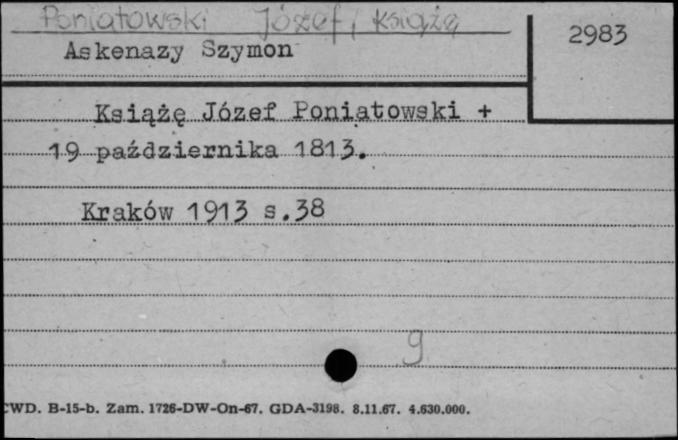 Poniatowski Józef, książę
2983
Askenazy Szymon
Książę Józef Poniatowski +
19 października 1813.
Kraków 1913 s.38
9
CWD. B-15-b. Zam. 1726-DW-On-67. GDA-3198. 8.11.67. 4.630.000.